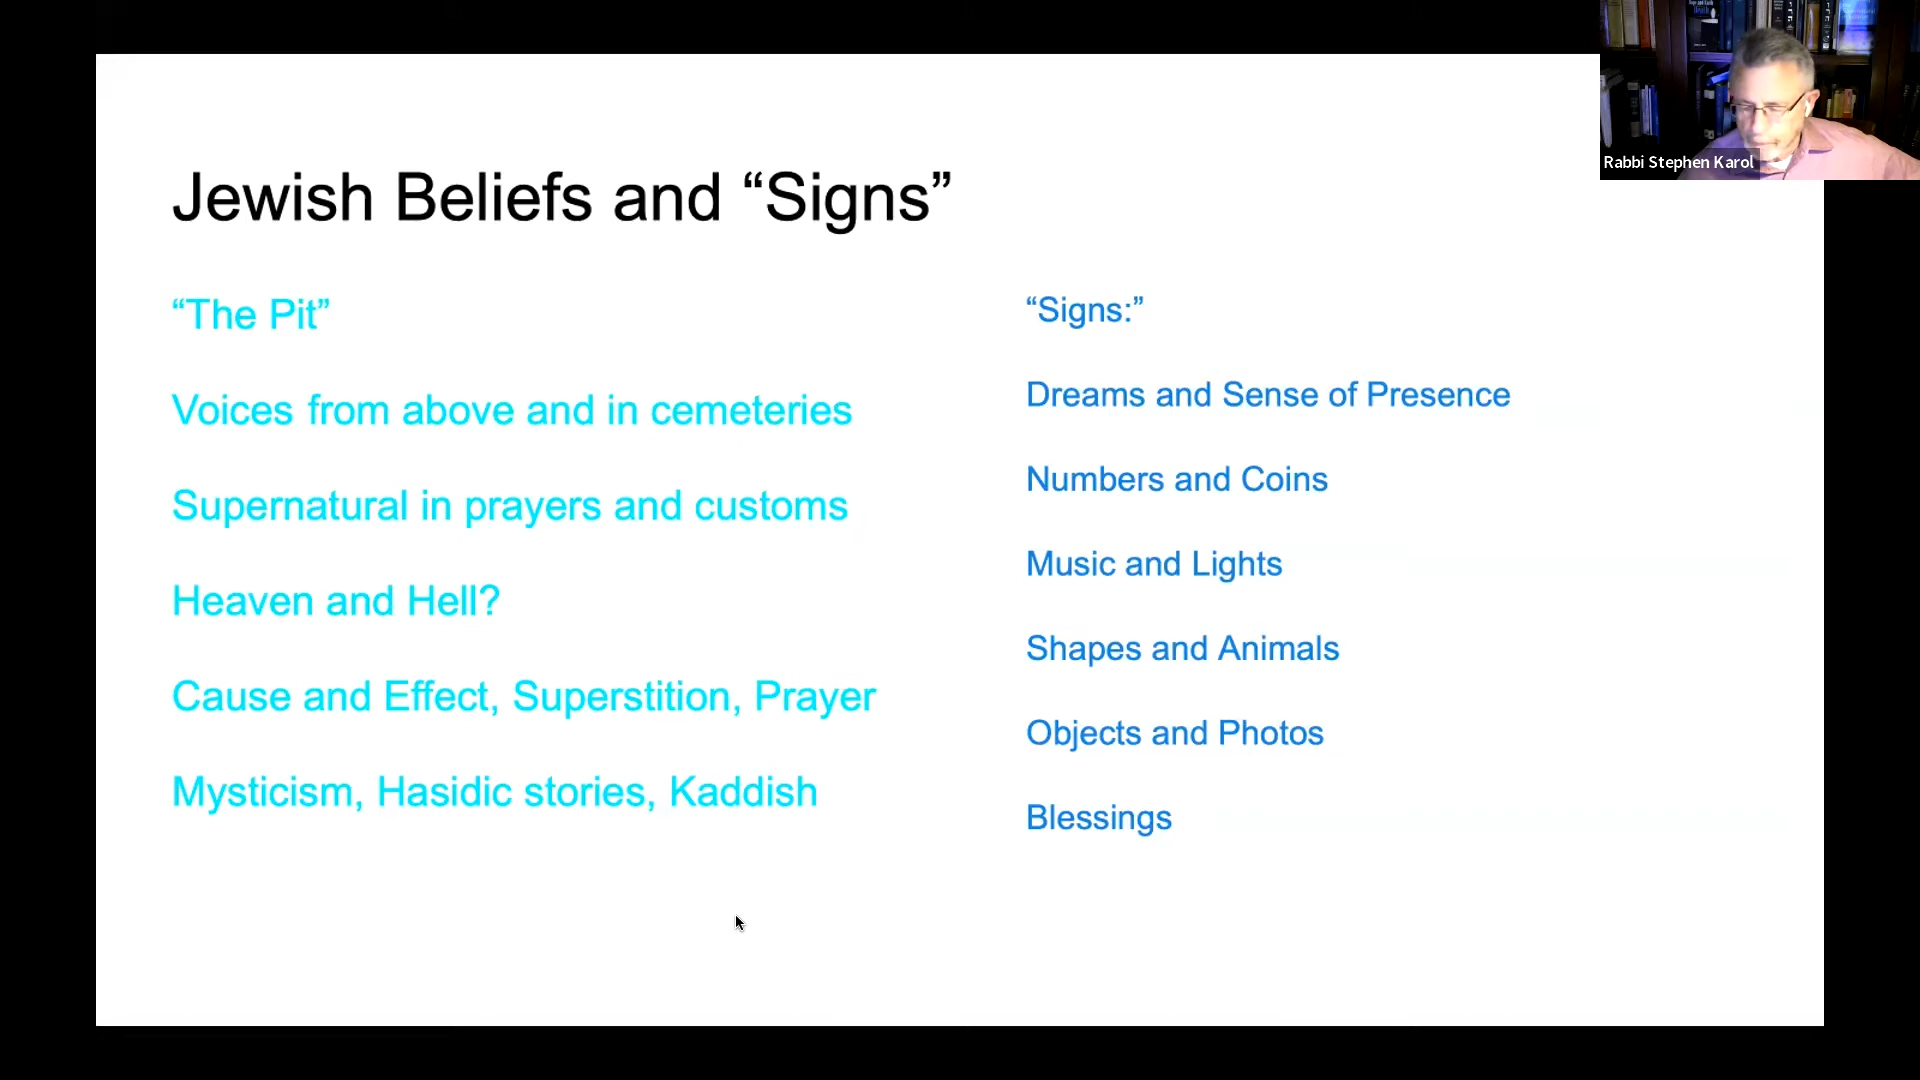 Jewish Beliefs and “Signs”
“The Pit”
Voices from above and in cemeteries
Supernatural in prayers and customs
Heaven and Hell?
Cause and Effect, Superstition, Prayer
Mysticism, Hasidic stories, Kaddish
“Signs:”
Dreams and Sense of Presence
Numbers and Coins
Music and Lights
Shapes and Animals
Objects and Photos
Blessings
Rabbi Stephen Karol